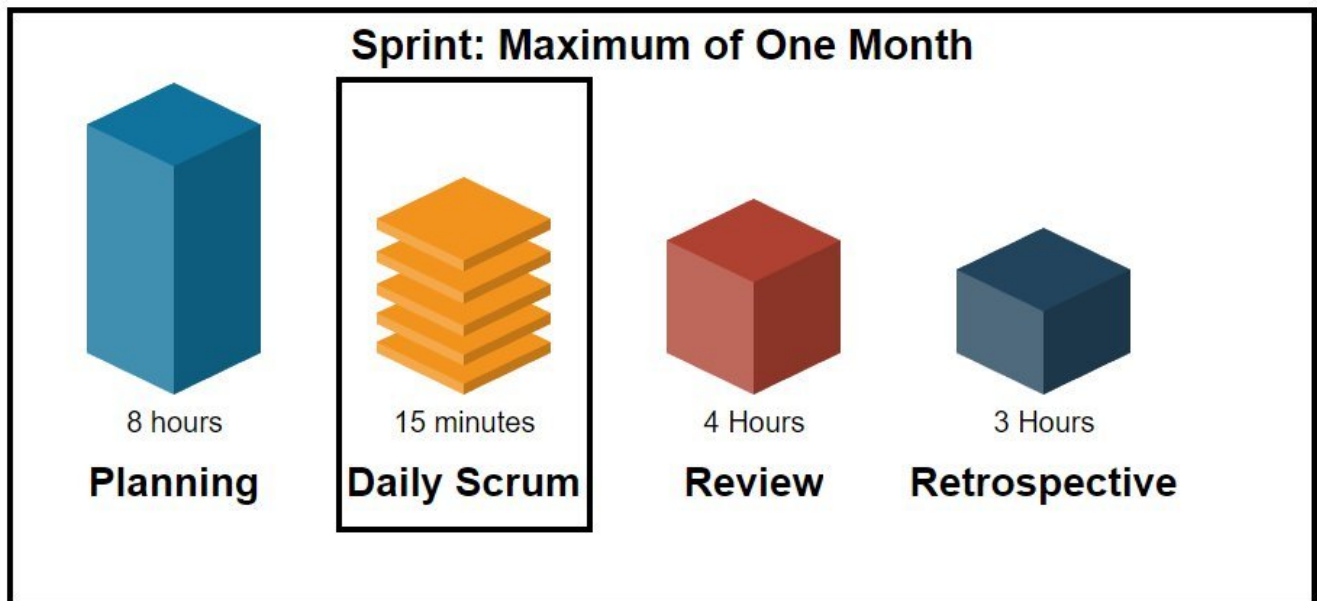 Sprint: Maximum of One Month
8 hours
Planning
15 minutes
Daily Scrum
4 Hours
Review
3 Hours
Retrospective